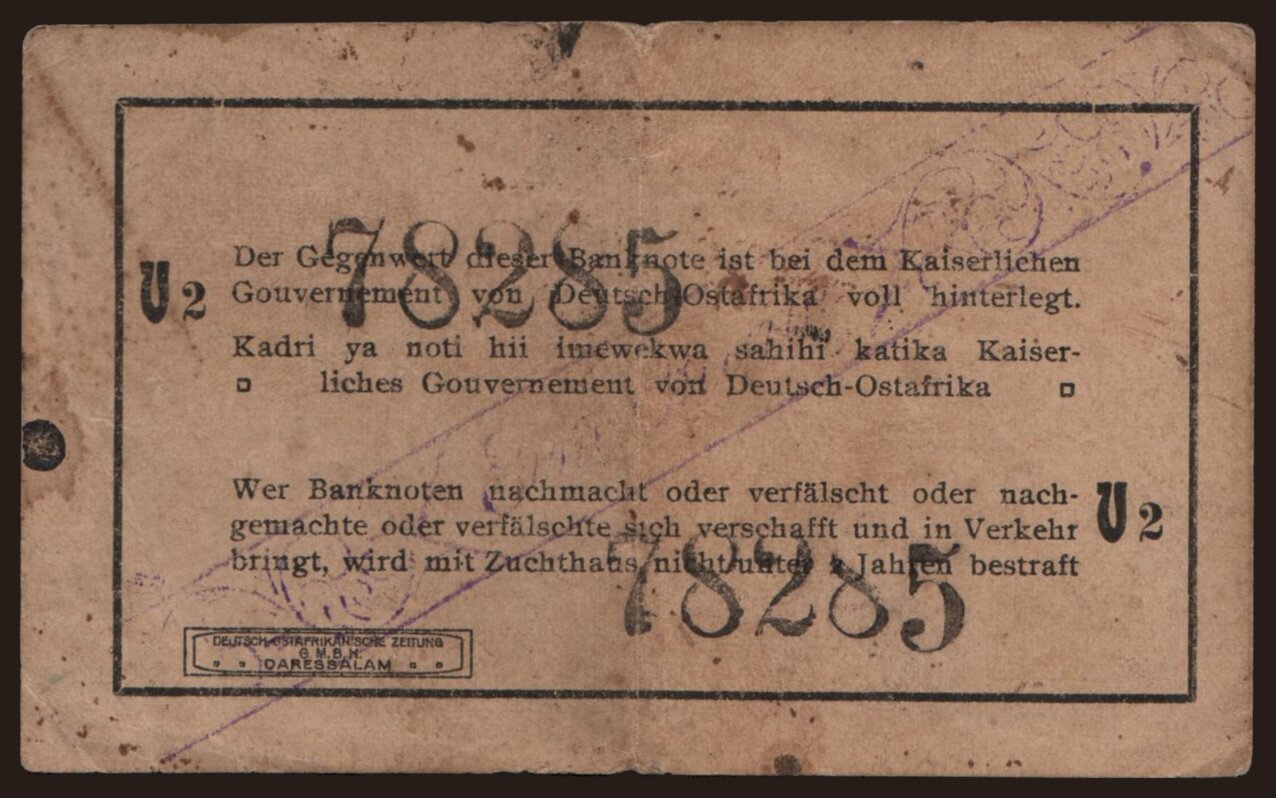 78285
Der Gegenwert dieser Banknote ist bei dem Kaiserlichen
U2 Gouvernement von Deutsch-Ostafrika voll hinterlegt.
Kadri ya noti hii imewekwa sahihi katika Kaiser-
liches Gouvernement von Deutsch-Ostafrika
Wer Banknoten nachmacht oder verfälscht oder nach- U2
gemachte oder verfälschte sich verschafft und in Verkehr
bringt, wird mit Zuchthaus nicht unter 2 Jahren bestraft
78285
DEUTSCH-OSTAFRIKANISCHE ZEITUNG
G.M.B.H.
DARESSALAM